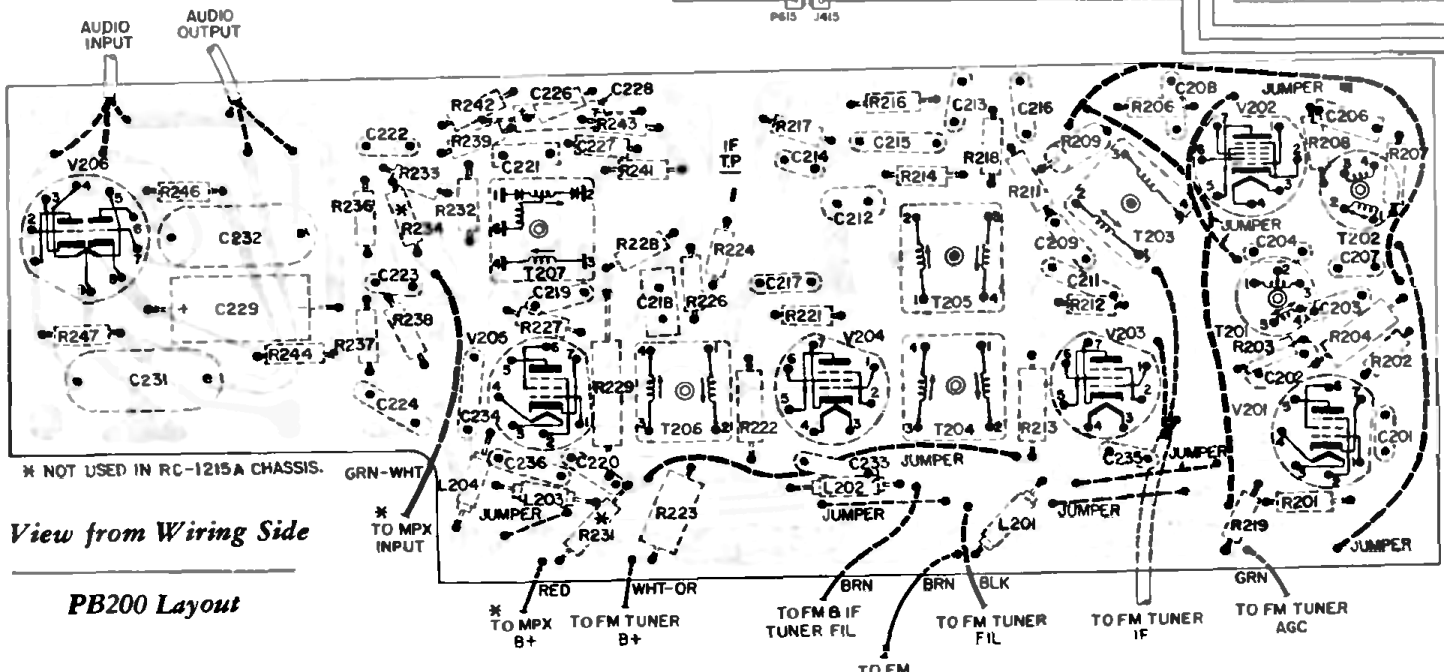 P615 J415
AUDIO
INPUT
AUDIO
OUTPUT
V206
3
4
5
2
6
7
R246
C232
C229
+
R247
R244
C231
C222
R242
C226
C228
R239
R243
C221
C227
R241
R233
R236
R234
*
R232
T207
C223
R237
R238
C219
R227
V205
C224
C234
R229
R228
C218
R226
R224
IF
T.P
R217
C214
R216
C215
C213
R214
C212
R218
C216
R211
R209
C217
R221
V204
T205
T206
R222
T204
C209
C211
R212
T203
V203
R213
JUMPER
R206
C208
V202
JUMPER
C206
R208
R207
T202
C204
C207
T201
C203
R203
R204
R202
C202
V201
C201
* NOT USED IN RC-1215A CHASSIS.
GRN-WHT
L204
C236
C220
L203
JUMPER
R231
*
R223
C233
L202
JUMPER
JUMPER
L201
C235
JUMPER
JUMPER
R219
R201
JUMPER
View from Wiring Side
PB200 Layout
*
TO MPX
INPUT
RED
*
TO MPX
B+
WHT-OR
TO FM TUNER
B+
BRN
TO FM & IF
TUNER FIL
BRN
TO FM
BLK
TO FM TUNER
FIL
TO FM TUNER
IF
GRN
TO FM TUNER
AGC